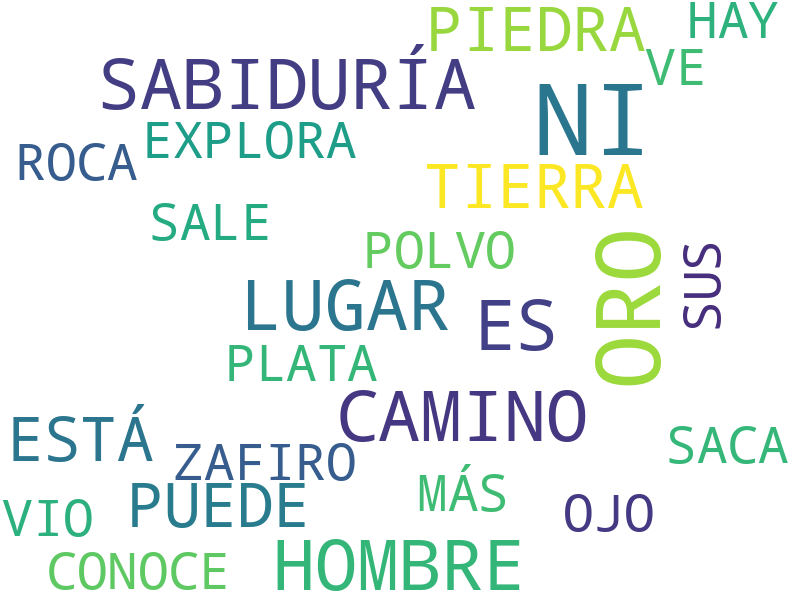 HAY
PIEDRA
VE
SABIDURÍA
NI
EXPLORA
ROCA
TIERRA
SALE
POLVO
ORO
SUS
LUGAR
ES
PLATA
CAMINO
ESTÁ
SACA
ZAFIRO
MÁS
PUEDE
OJO
VIO
CONOCE
HOMBRE